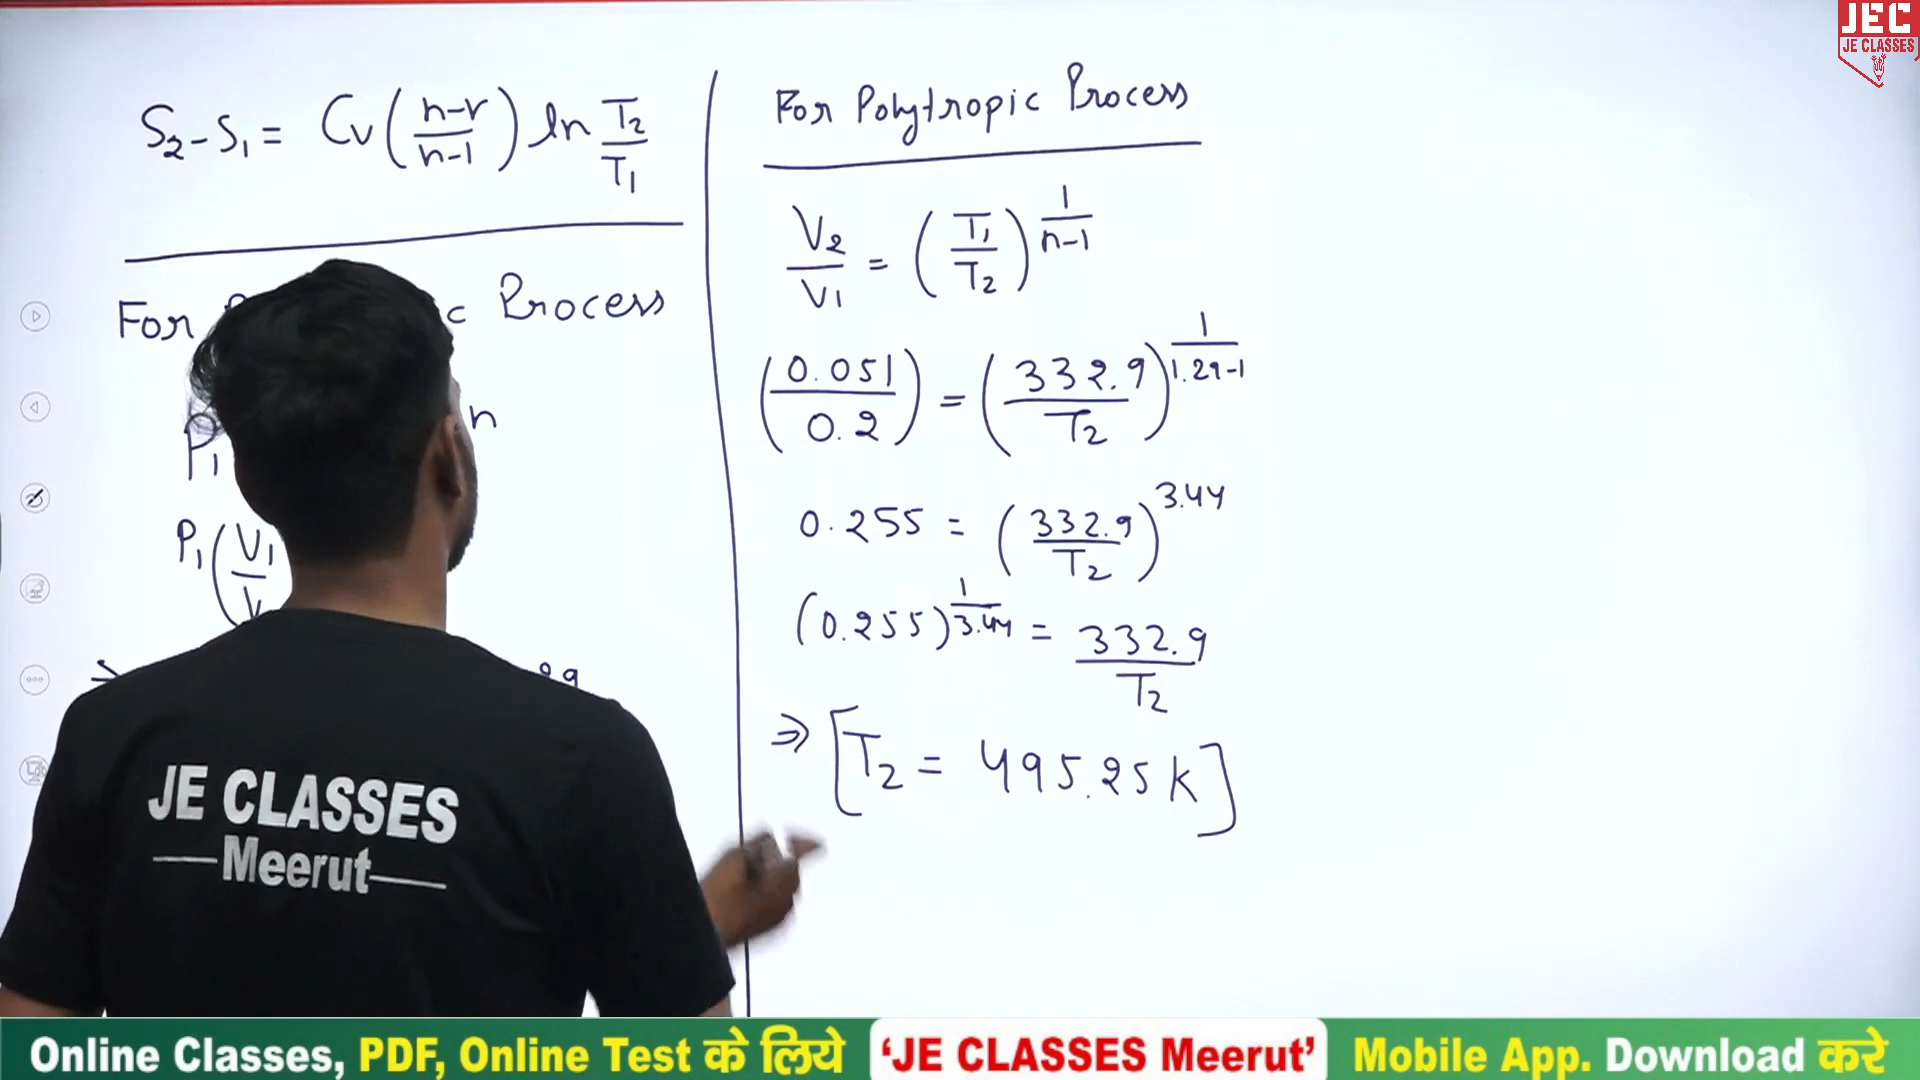 JEC
JE CLASSES
S₂-S₁ = Cv((n-r)/(n-1)) ln T₂/T₁
For c Process
P₁ n
P₁(V₁/V
⇒
For Polytropic Process
V₂/V₁ = (T₁/T₂)^(1/(n-1))
(0.051/0.2) = (332.9/T₂)^(1/(1.29-1))
0.255 = (332.9/T₂)^3.44
(0.255)^(1/3.44) = 332.9/T₂
⇒ [T₂ = 495.25 K]
JE CLASSES
Meerut
Online Classes, PDF, Online Test के लिये 'JE CLASSES Meerut' Mobile App. Download करे